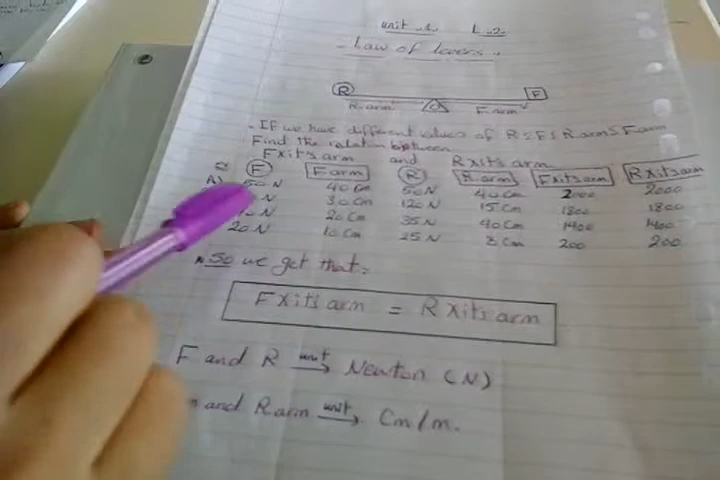 unit 1 L 2
- Law of levers.
R F
R arm F arm
- If we have different values of R & F & R arm & F arm
Find the relation between
F x its arm and R x its arm
F F arm R R arm F x its arm R x its arm
A) 50 N 40 Cm 50 N 40 Cm 2000 2000
N 30 Cm 120 N 15 Cm 1800 1800
N 20 Cm 35 N 40 Cm 1400 1400
20 N 10 Cm 25 N 8 Cm 200 200
So we get that:
F x its arm = R x its arm
F and R unit → Newton (N)
and R arm unit → Cm/m.